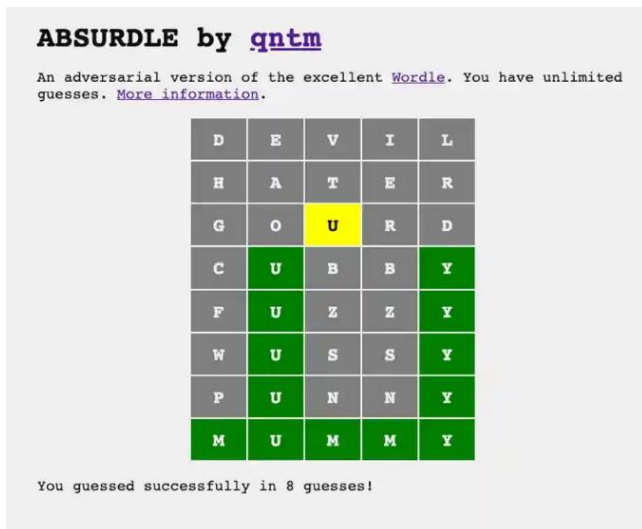 ABSURDLE by qntm
An adversarial version of the excellent Wordle. You have unlimited
guesses. More information.
D E V I L
H A T E R
G O U R D
C U B B Y
F U Z Z Y
W U S S Y
P U N N Y
M U M M Y
You guessed successfully in 8 guesses!